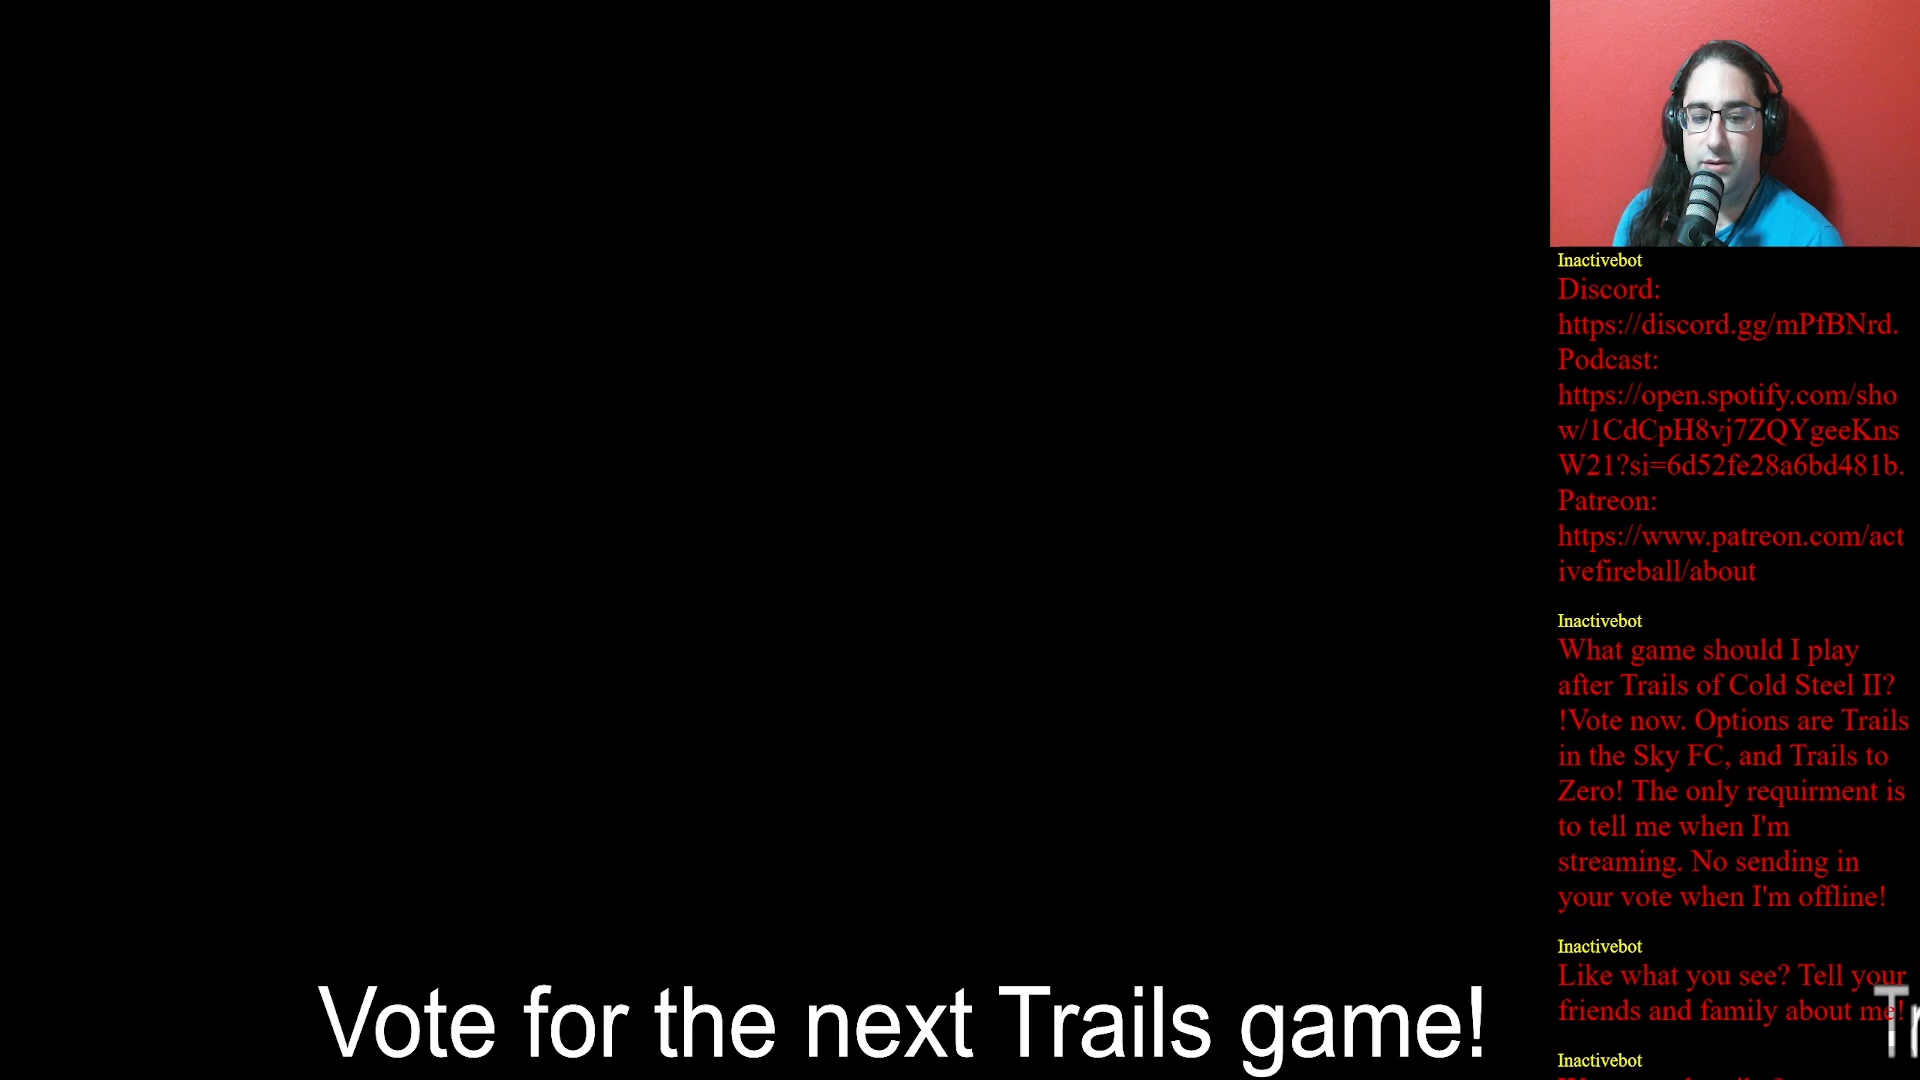 Inactivebot
Discord:
https://discord.gg/mPfBNrd.
Podcast:
https://open.spotify.com/sho
w/1CdCpH8vj7ZQYgeeKns
W21?si=6d52fe28a6bd481b.
Patreon:
https://www.patreon.com/act
ivefireball/about
Inactivebot
What game should I play
after Trails of Cold Steel II?
!Vote now. Options are Trails
in the Sky FC, and Trails to
Zero! The only requirment is
to tell me when I'm
streaming. No sending in
your vote when I'm offline!
Inactivebot
Like what you see? Tell your
friends and family about me!
Inactivebot
Vote for the next Trails game!